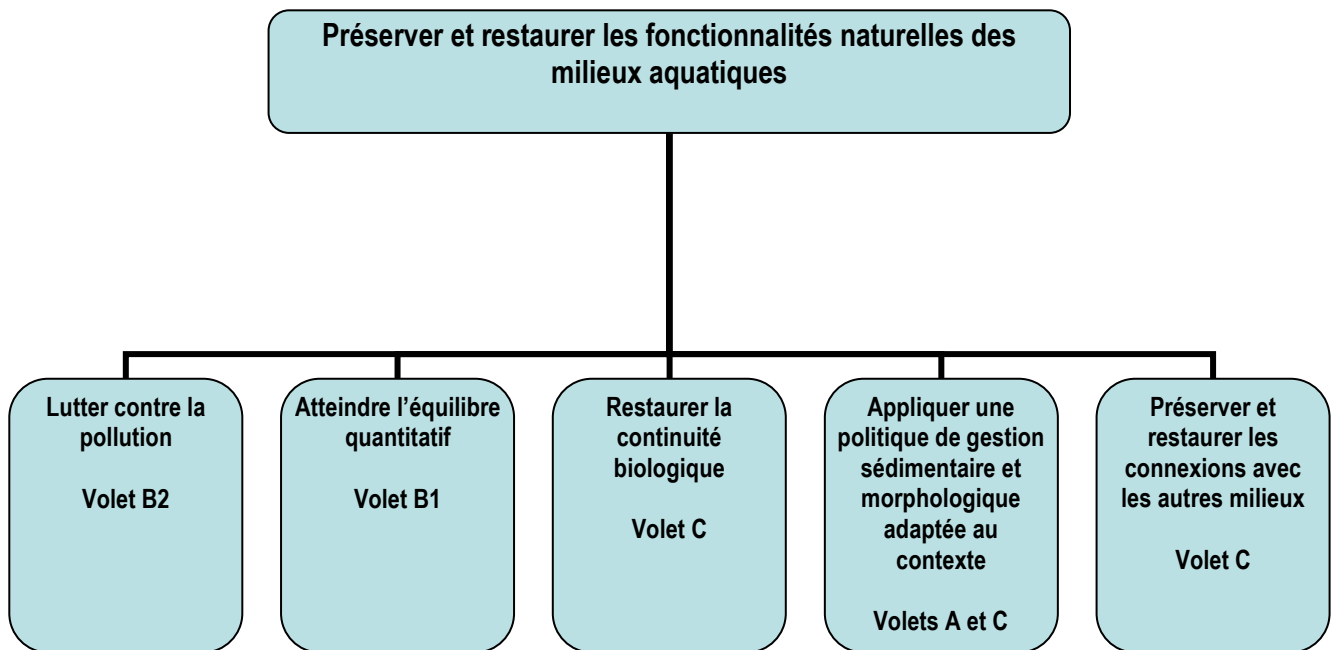 Préserver et restaurer les fonctionnalités naturelles des
milieux aquatiques
Lutter contre la
pollution
Volet B2
Atteindre l’équilibre
quantitatif
Volet B1
Restaurer la
continuité
biologique
Volet C
Appliquer une
politique de gestion
sédimentaire et
morphologique
adaptée au
contexte
Volets A et C
Préserver et
restaurer les
connexions avec
les autres milieux
Volet C